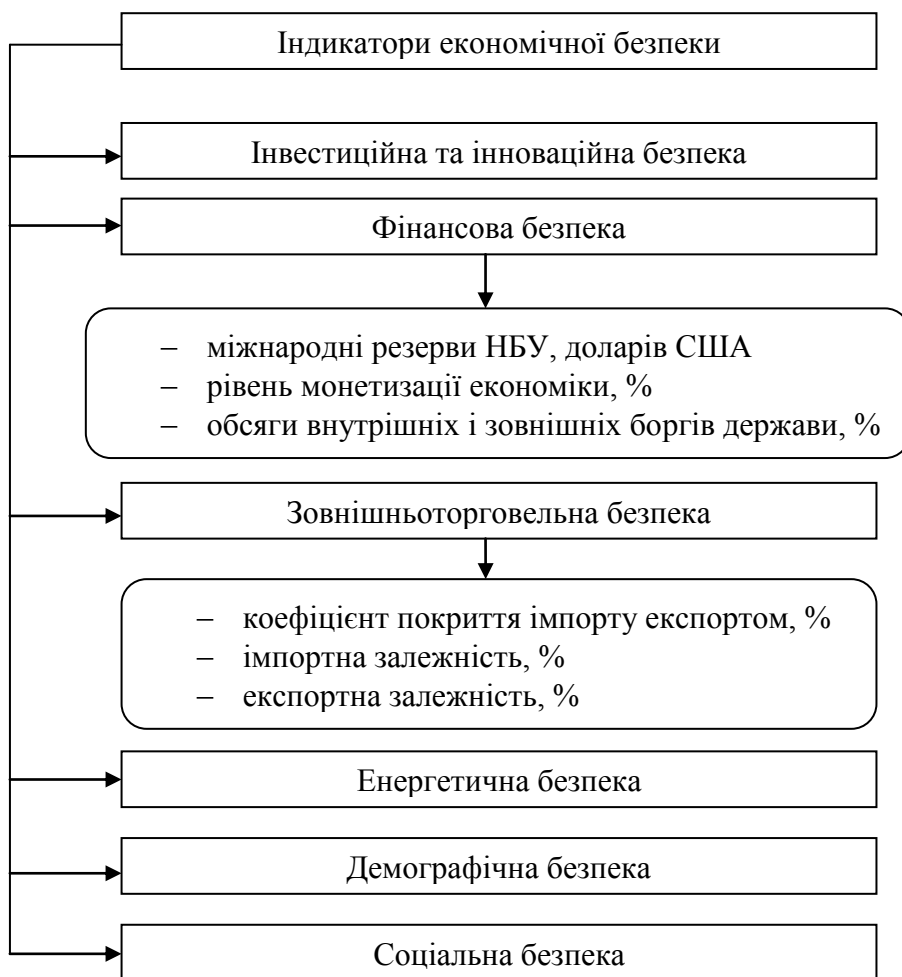 Індикатори економічної безпеки
Інвестиційна та інноваційна безпека
Фінансова безпека
– міжнародні резерви НБУ, доларів США
– рівень монетизації економіки, %
– обсяги внутрішніх і зовнішніх боргів держави, %
Зовнішньоторговельна безпека
– коефіцієнт покриття імпорту експортом, %
– імпортна залежність, %
– експортна залежність, %
Енергетична безпека
Демографічна безпека
Соціальна безпека